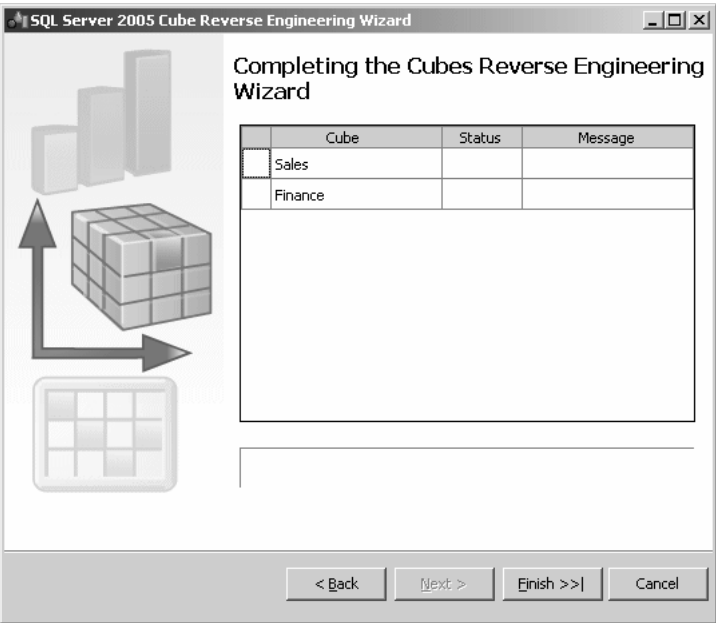 SQL Server 2005 Cube Reverse Engineering Wizard
Completing the Cubes Reverse Engineering
Wizard
Cube Status Message
Sales
Finance
< Back Next > Finish >>| Cancel